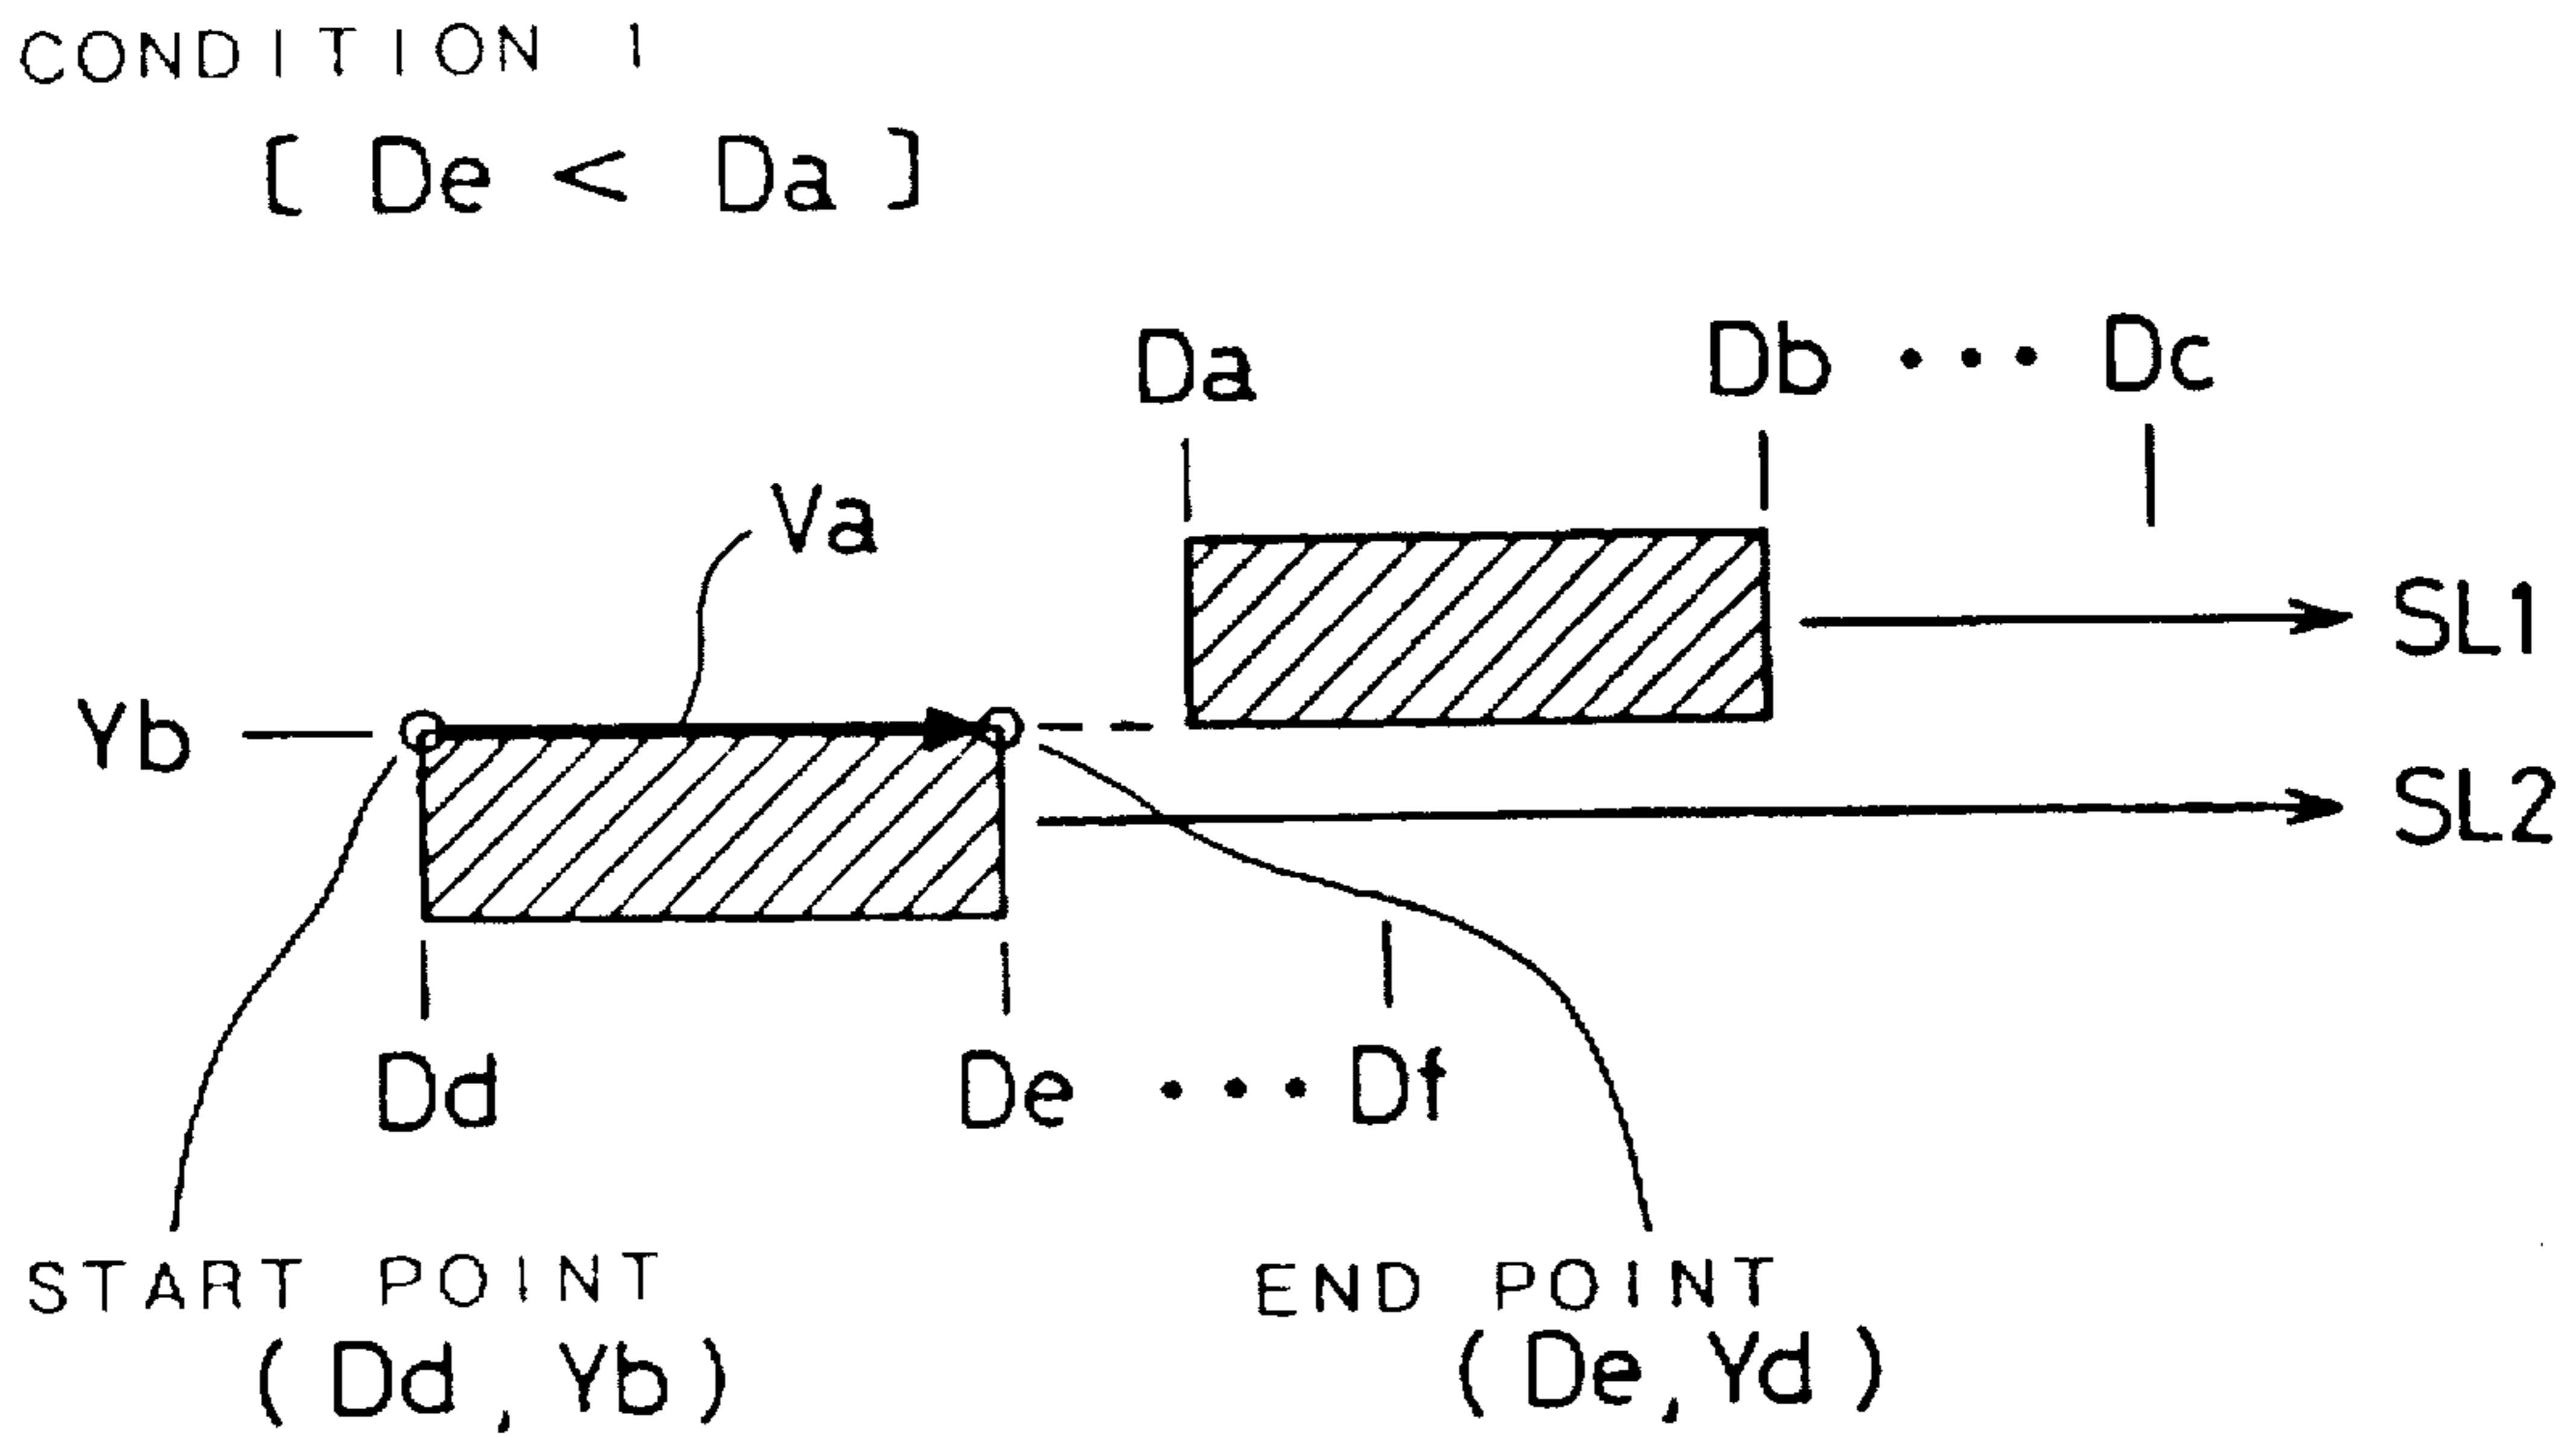 CONDITION 1
[ De < Da ]
Da Db ••• Dc
Va
SL1
Yb
SL2
Dd De ••• Df
START POINT
(Dd, Yb)
END POINT
(De, Yd)